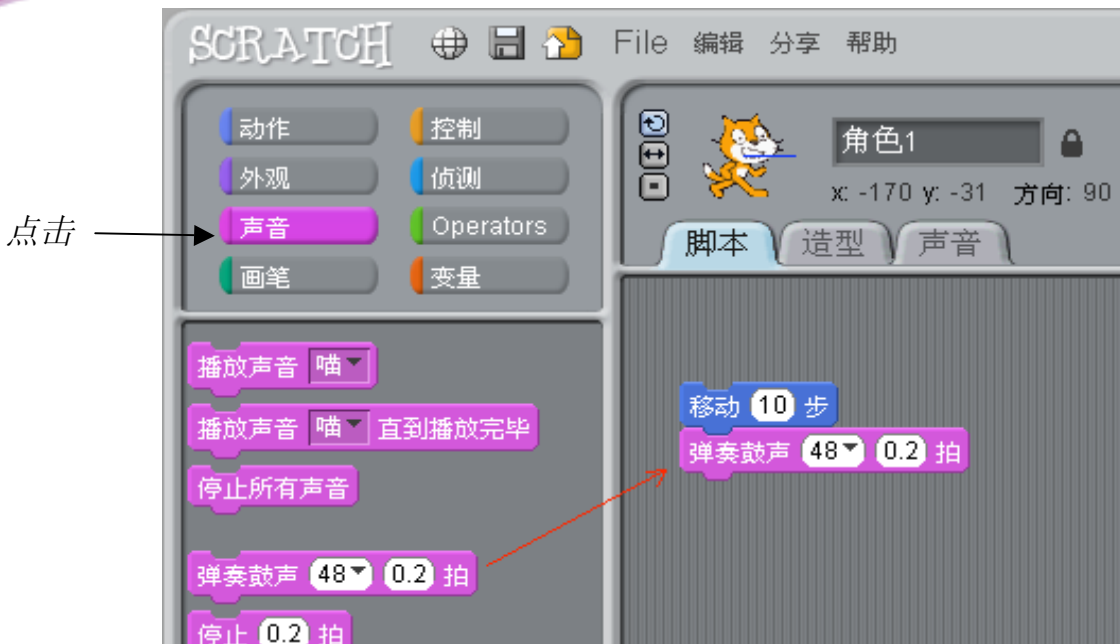 SCRATCH File 编辑 分享 帮助
动作 控制
外观 侦测
声音 Operators
画笔 变量
点击
角色1
x: -170 y: -31 方向: 90
脚本 造型 声音
播放声音 喵
播放声音 喵 直到播放完毕
停止所有声音
弹奏鼓声 48 0.2 拍
停止 0.2 拍
移动 10 步
弹奏鼓声 48 0.2 拍